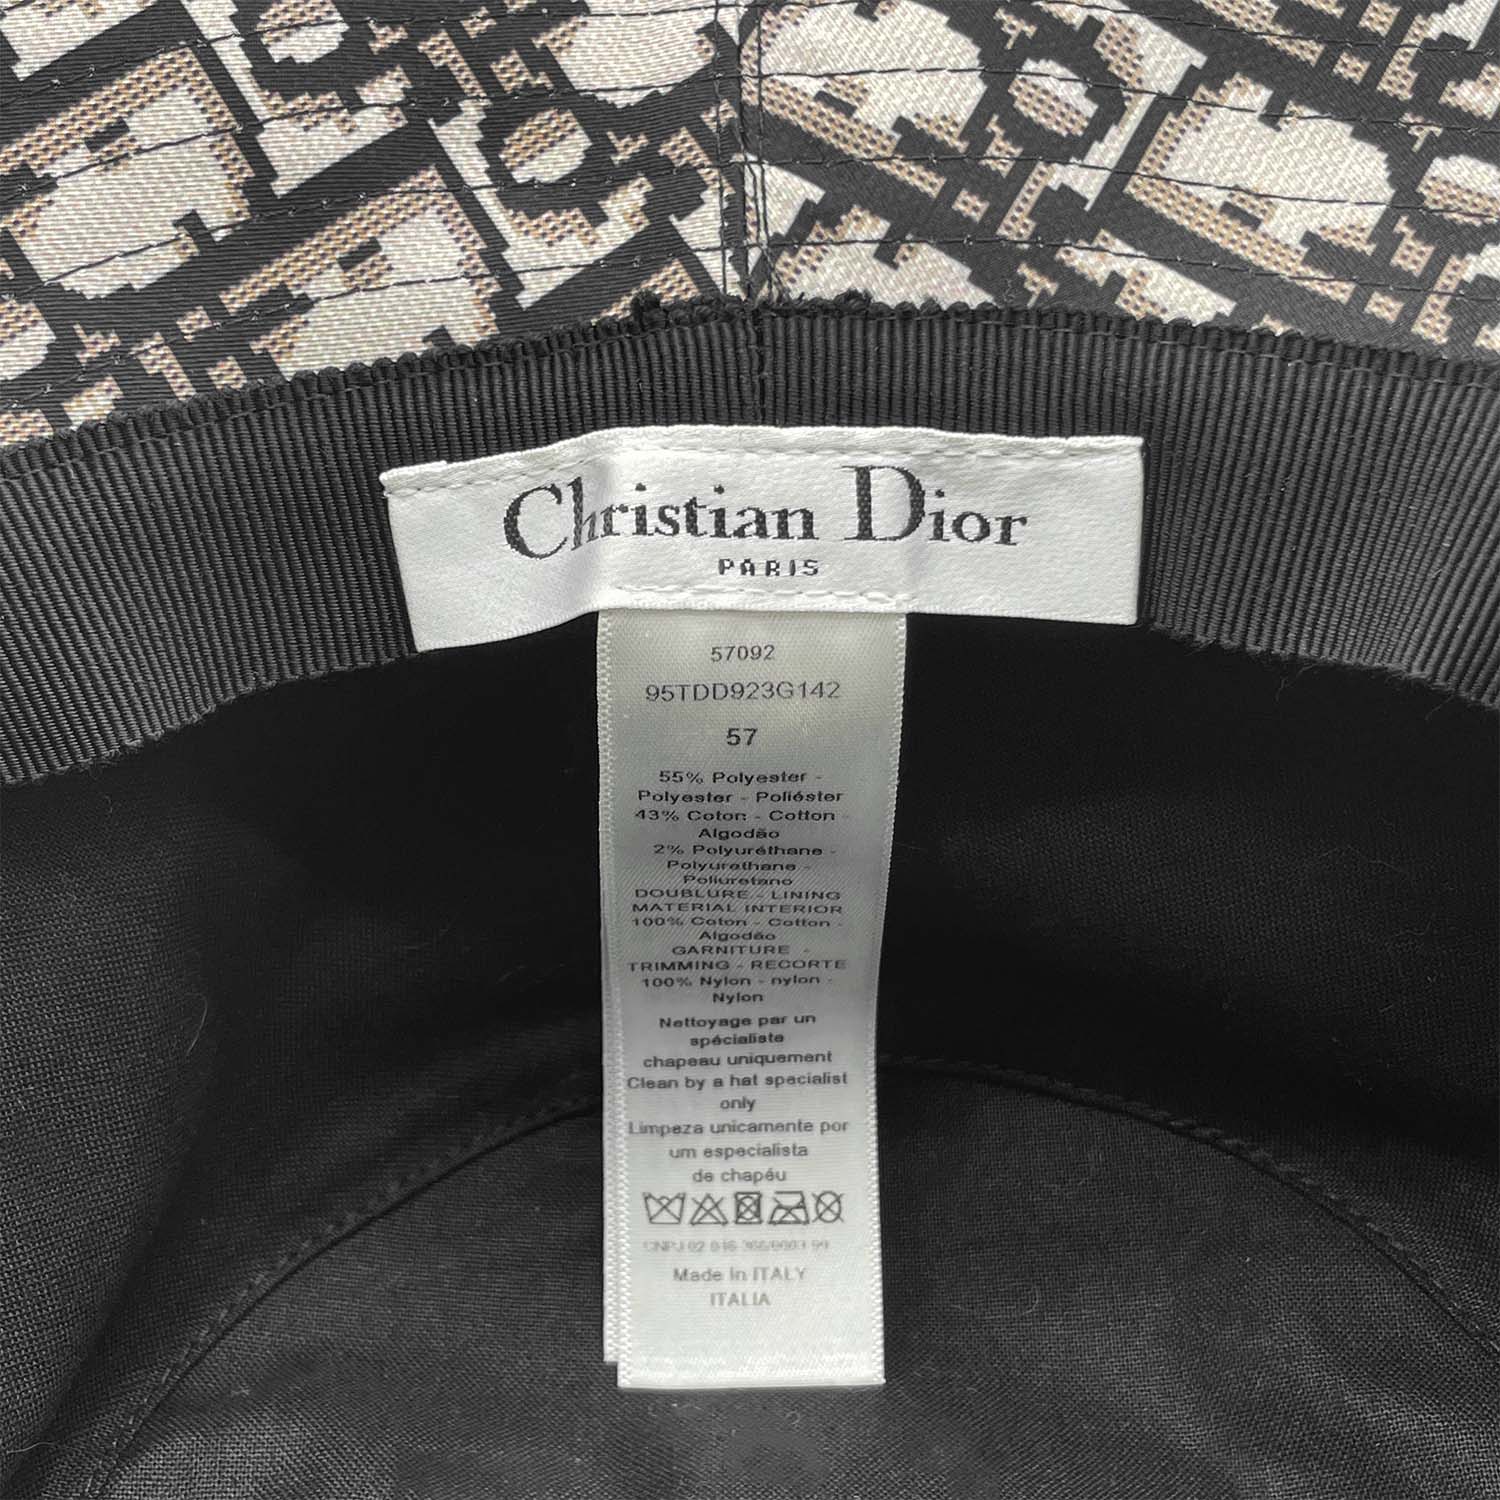 Christian Dior
PARIS
57092
95TDD923G142
57
55% Polyester -
Polyester - Poliéster
43% Coton - Cotton -
Algodão
2% Polyuréthane -
Polyurethane -
Poliuretano
DOUBLURE - LINING
MATERIAL INTERIOR
100% Coton - Cotton -
Algodão
GARNITURE -
TRIMMING - RECORTE
100% Nylon - nylon -
Nylon
Nettoyage par un
spécialiste
chapeau uniquement
Clean by a hat specialist
only
Limpeza unicamente por
um especialista
de chapéu
CNPJ 02
Made in ITALY
ITALIA